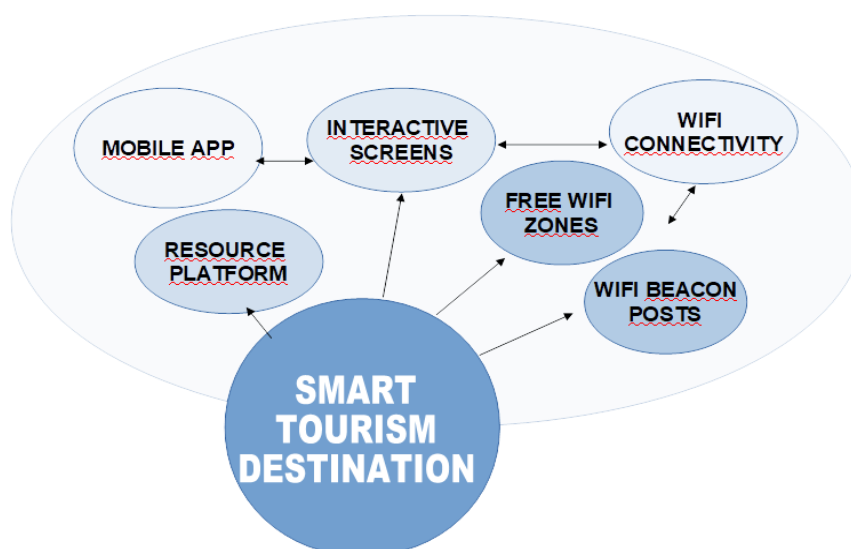 MOBILE APP
INTERACTIVE
SCREENS
WIFI
CONNECTIVITY
RESOURCE
PLATFORM
FREE WIFI
ZONES
WIFI BEACON
POSTS
SMART
TOURISM
DESTINATION